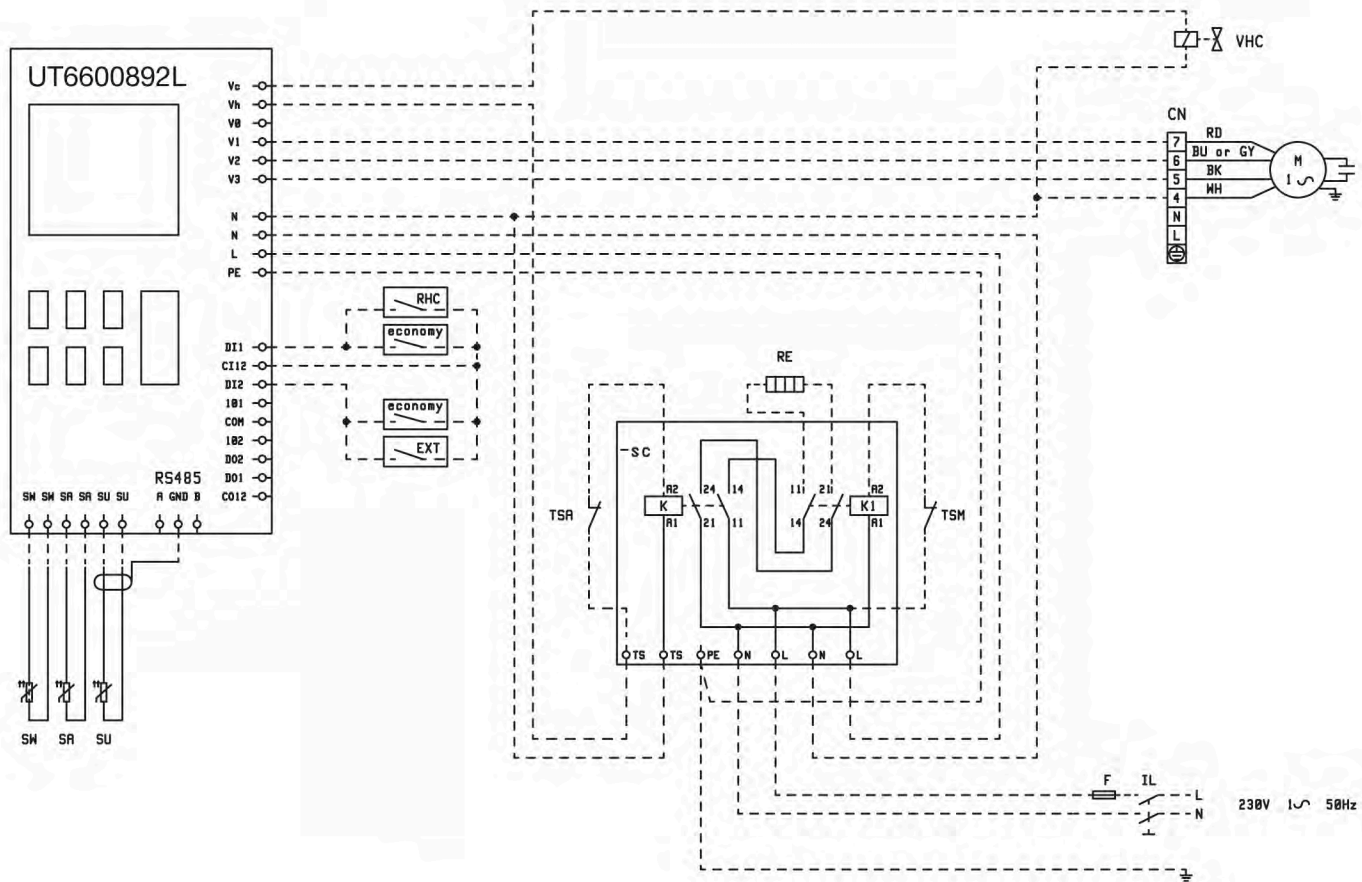 UT6600892L
Vc
Vh
V0
V1
V2
V3
N
N
L
PE
DI1
CI12
DI2
101
COM
102
DO2
DO1
CO12
RS485
SW SW SA SA SU SU A GND B
SW SA SU
RHC
economy
economy
EXT
VHC
CN
7 RD
6 BU or GY
5 BK
4 WH
N
L
M
1
RE
-SC
TSA
K A2 A1
24 14
21 11
11 21
14 24
K1 A2 A1
TSM
TS TS PE N L N L
F IL
L
N
230V 1 50Hz